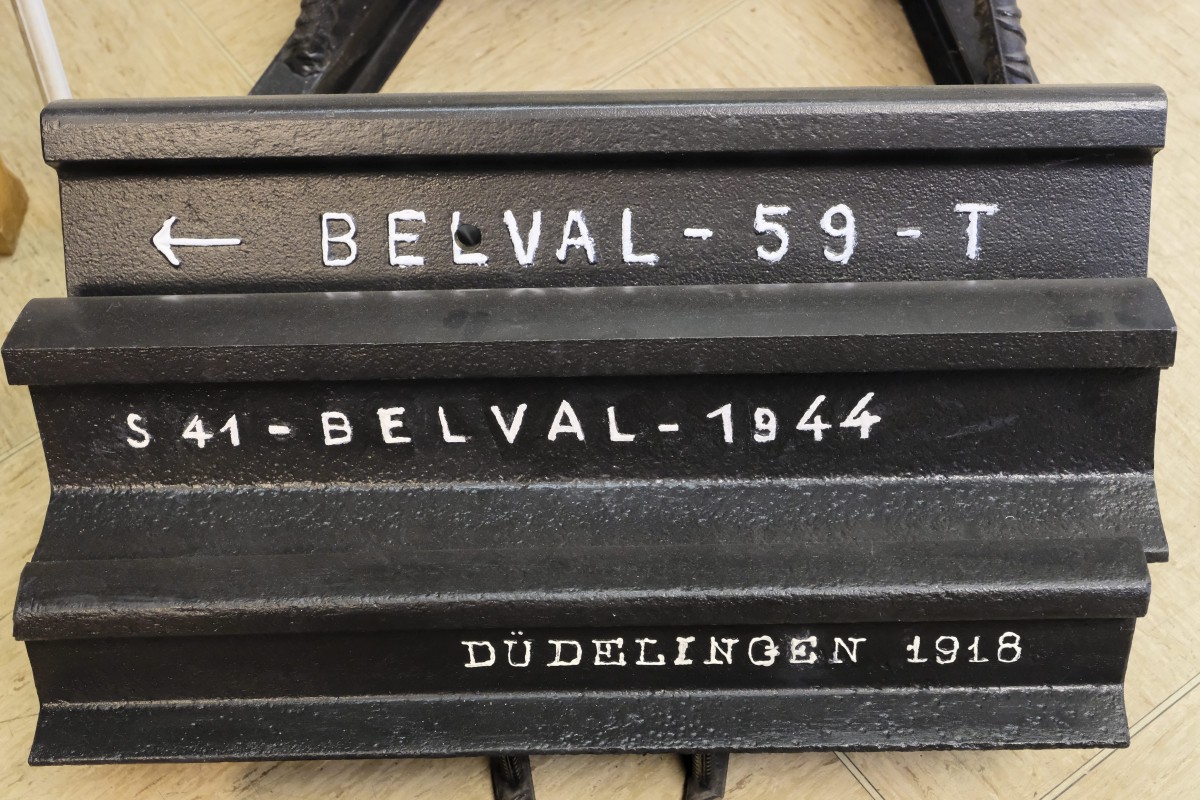 ← BELVAL - 59 - T
S 41 - BELVAL - 1944
DÜDELINGEN 1918